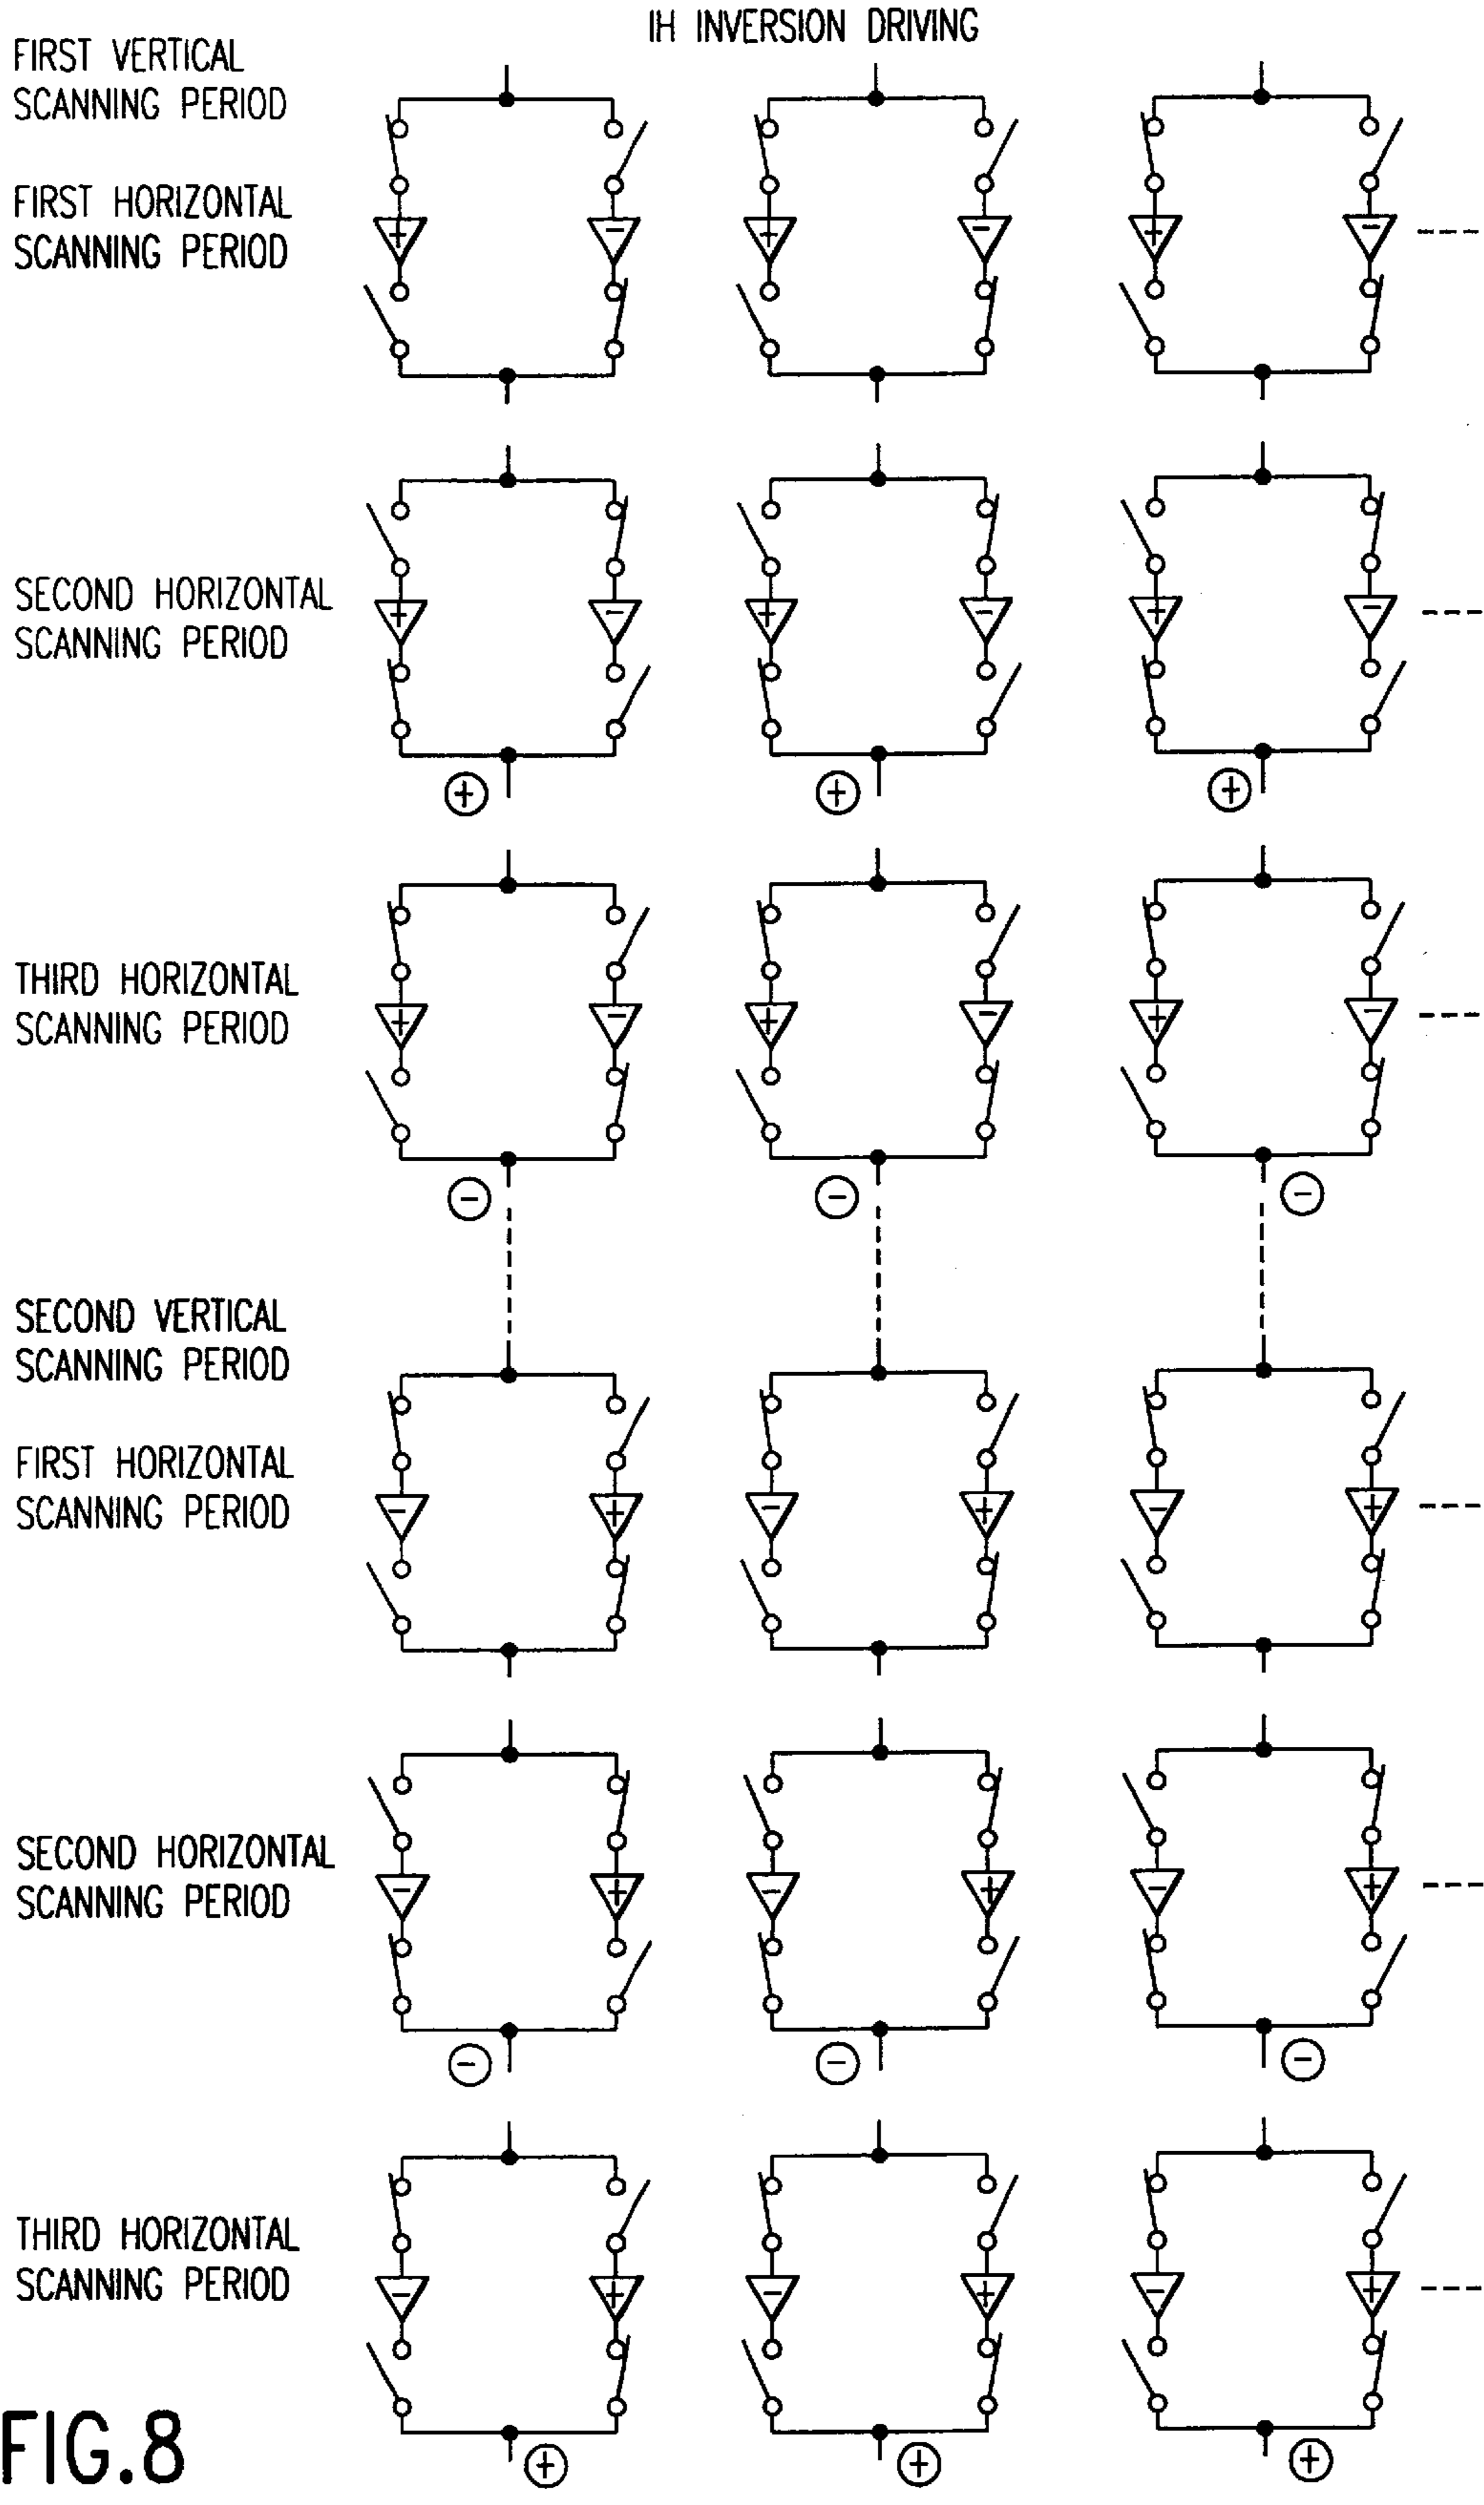 IH INVERSION DRIVING
FIRST VERTICAL
SCANNING PERIOD
FIRST HORIZONTAL
SCANNING PERIOD
+ - + - + -
SECOND HORIZONTAL
SCANNING PERIOD
+ - + - + -
+ + +
THIRD HORIZONTAL
SCANNING PERIOD
+ - + - + -
- - -
SECOND VERTICAL
SCANNING PERIOD
FIRST HORIZONTAL
SCANNING PERIOD
- + - + - +
SECOND HORIZONTAL
SCANNING PERIOD
- + - + - +
- - -
THIRD HORIZONTAL
SCANNING PERIOD
- + - + - +
+ + +
FIG.8